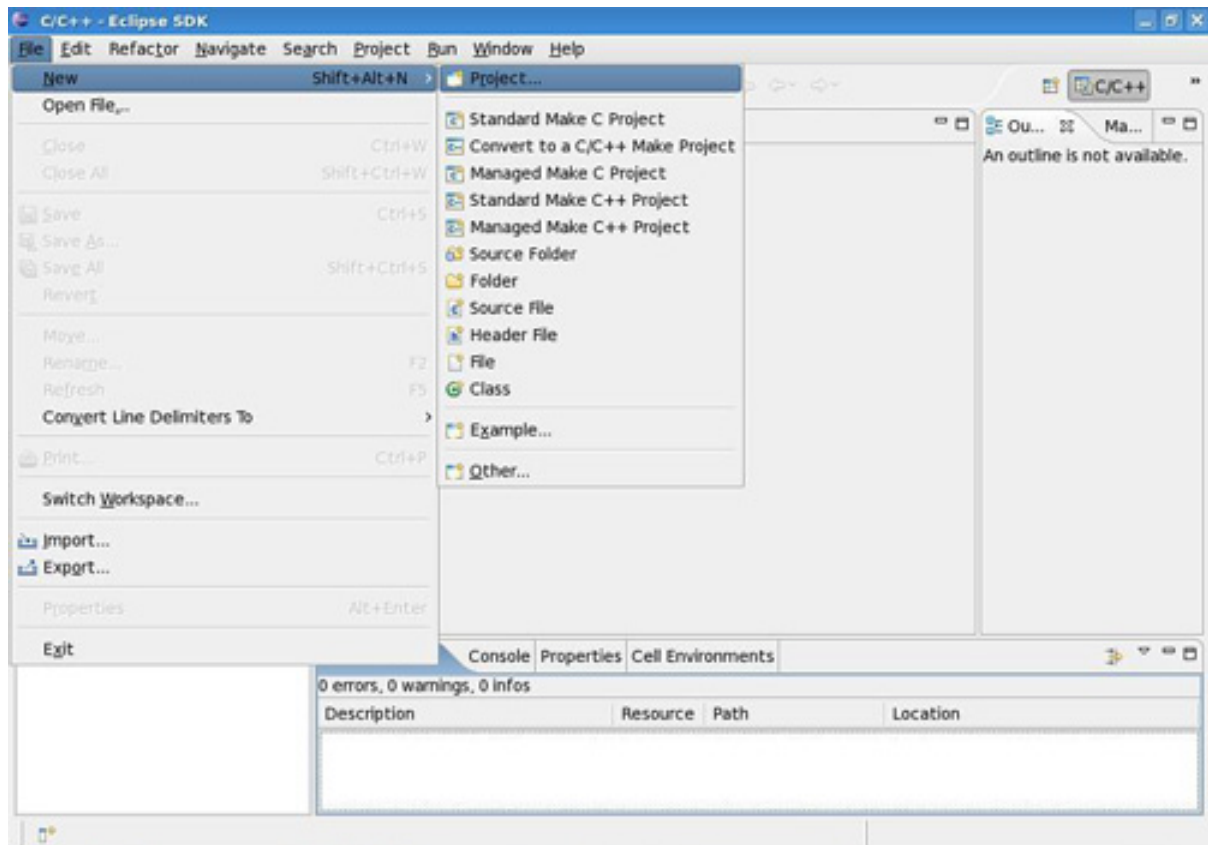 C/C++ - Eclipse SDK
File Edit Refactor Navigate Search Project Run Window Help
New Shift+Alt+N
Open File...
Close Ctrl+W
Close All Shift+Ctrl+W
Save Ctrl+S
Save As...
Save All Shift+Ctrl+S
Revert
Move...
Rename... F2
Refresh F5
Convert Line Delimiters To
Print... Ctrl+P
Switch Workspace...
Import...
Export...
Properties Alt+Enter
Exit
Project...
Standard Make C Project
Convert to a C/C++ Make Project
Managed Make C Project
Standard Make C++ Project
Managed Make C++ Project
Source Folder
Folder
Source File
Header File
File
Class
Example...
Other...
C/C++ »
Ou... Ma...
An outline is not available.
Console Properties Cell Environments
0 errors, 0 warnings, 0 infos
Description Resource Path Location